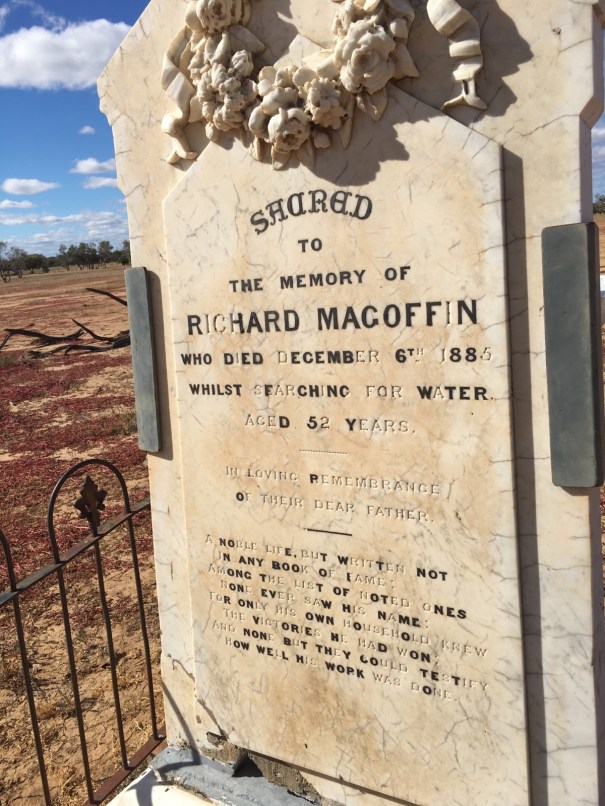 SACRED
TO
THE MEMORY OF
RICHARD MAGOFFIN
WHO DIED DECEMBER 6TH 1885
WHILST SEARCHING FOR WATER.
AGED 52 YEARS.
IN LOVING REMEMBRANCE
OF THEIR DEAR FATHER.
A NOBLE LIFE, BUT WRITTEN NOT
IN ANY BOOK OF FAME;
AMONG THE LIST OF NOTED ONES
NONE EVER SAW HIS NAME;
FOR ONLY HIS OWN HOUSEHOLD KNEW
THE VICTORIES HE HAD WON,
AND NONE BUT THEY COULD TESTIFY
HOW WELL HIS WORK WAS DONE.